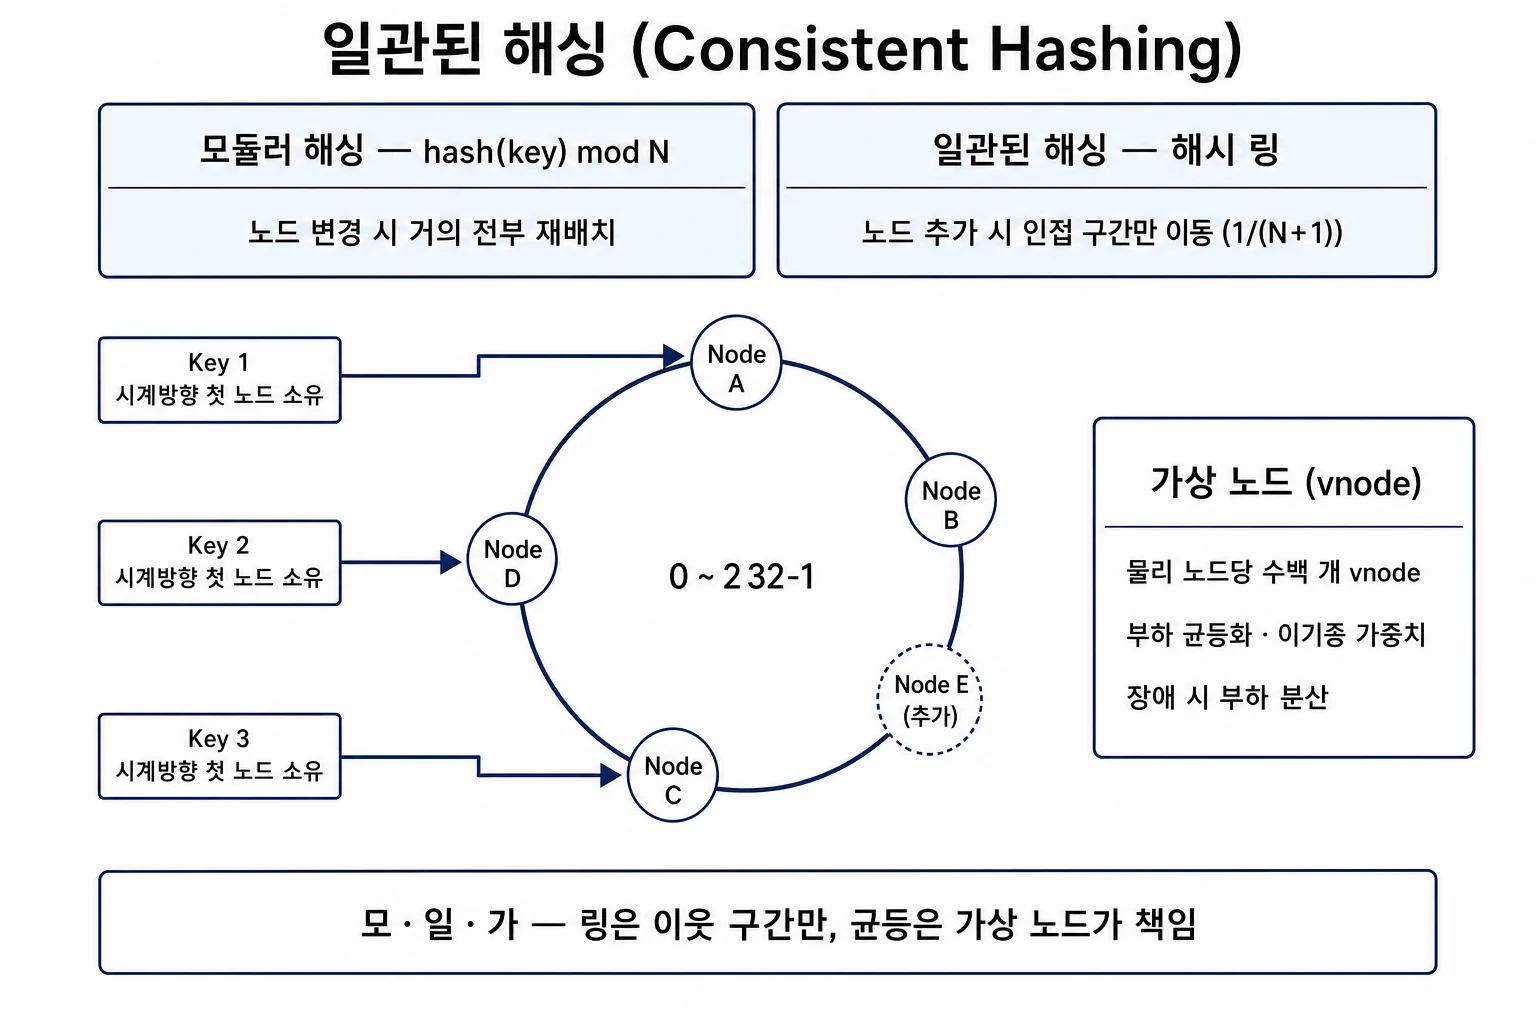 일관된 해싱 (Consistent Hashing)
모듈러 해싱 — hash(key) mod N
노드 변경 시 거의 전부 재배치
일관된 해싱 — 해시 링
노드 추가 시 인접 구간만 이동 (1/(N+1))
Key 1
시계방향 첫 노드 소유
Key 2
시계방향 첫 노드 소유
Key 3
시계방향 첫 노드 소유
Node
A
Node
B
Node
D
0 ~ 2 32-1
Node E
(추가)
Node
C
가상 노드 (vnode)
물리 노드당 수백 개 vnode
부하 균등화 · 이기종 가중치
장애 시 부하 분산
모 · 일 · 가 — 링은 이웃 구간만, 균등은 가상 노드가 책임